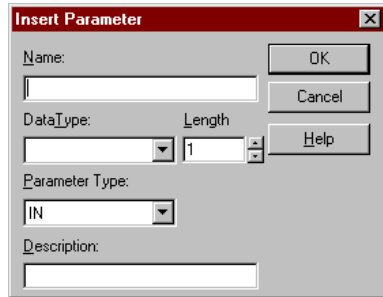 Insert Parameter
Name:
OK
Cancel
DataType:
Length
1
Help
Parameter Type:
IN
Description: